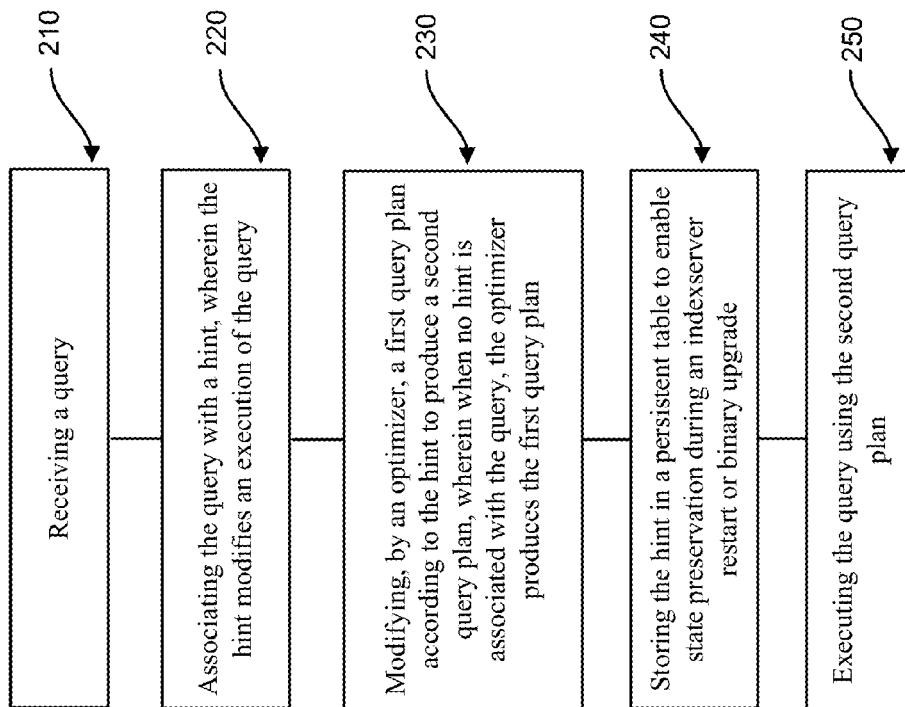 Receiving a query
210
Associating the query with a hint, wherein the
hint modifies an execution of the query
220
Modifying, by an optimizer, a first query plan
according to the hint to produce a second
query plan, wherein when no hint is
associated with the query, the optimizer
produces the first query plan
230
Storing the hint in a persistent table to enable
state preservation during an indexserver
restart or binary upgrade
240
Executing the query using the second query
plan
250